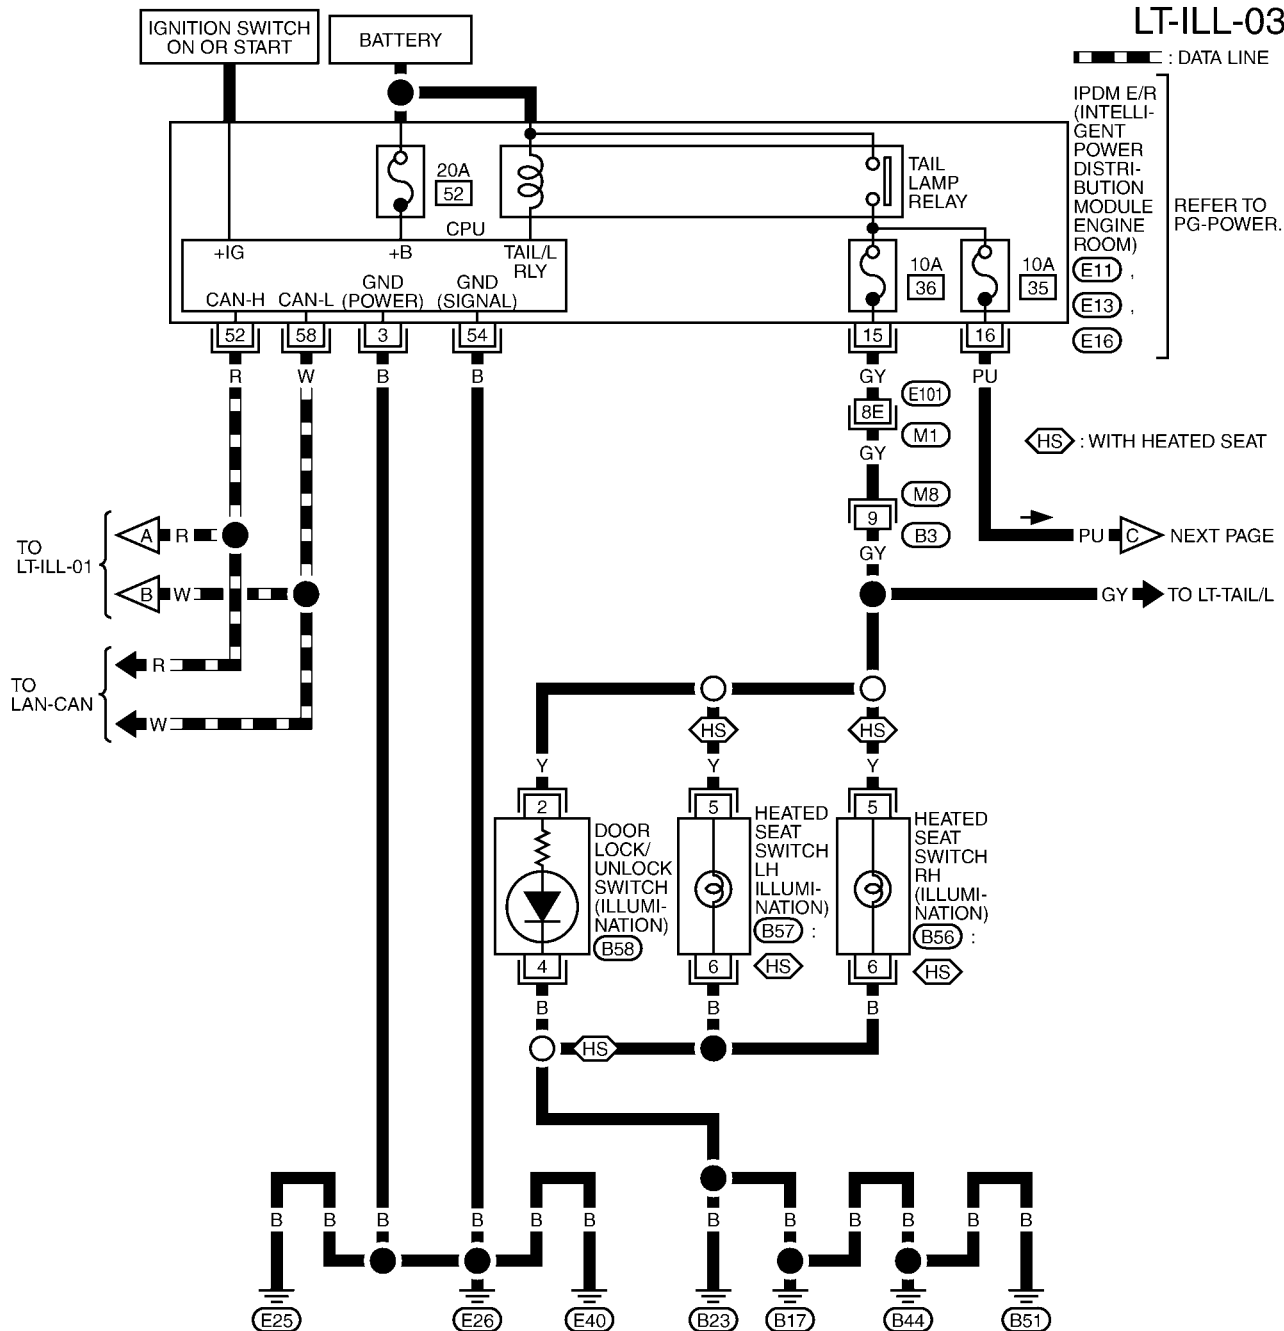 LT-ILL-03
IGNITION SWITCH
ON OR START
BATTERY
: DATA LINE
IPDM E/R
(INTELLI-
GENT
POWER
DISTRI-
BUTION
MODULE
ENGINE
ROOM)
E11 ,
E13 ,
E16
REFER TO
PG-POWER.
20A
52
CPU
TAIL
LAMP
RELAY
+IG
+B
TAIL/L
RLY
CAN-H
CAN-L
GND
(POWER)
GND
(SIGNAL)
10A
36
10A
35
52
58
3
54
15
16
R
W
B
B
GY
PU
8E
E101
M1
GY
HS : WITH HEATED SEAT
9
M8
B3
GY
TO
LT-ILL-01
A R
B W
PU C NEXT PAGE
GY TO LT-TAIL/L
TO
LAN-CAN
R
W
HS
HS
Y
Y
Y
2
5
5
DOOR
LOCK/
UNLOCK
SWITCH
(ILLUMI-
NATION)
B58
HEATED
SEAT
SWITCH
LH
ILLUMI-
NATION)
B57 :
HS
HEATED
SEAT
SWITCH
RH
(ILLUMI-
NATION)
B56 :
HS
4
6
6
B
B
B
HS
B
B
B
B
B
B
B
B
B
B
B
B
E25
E26
E40
B23
B17
B44
B51